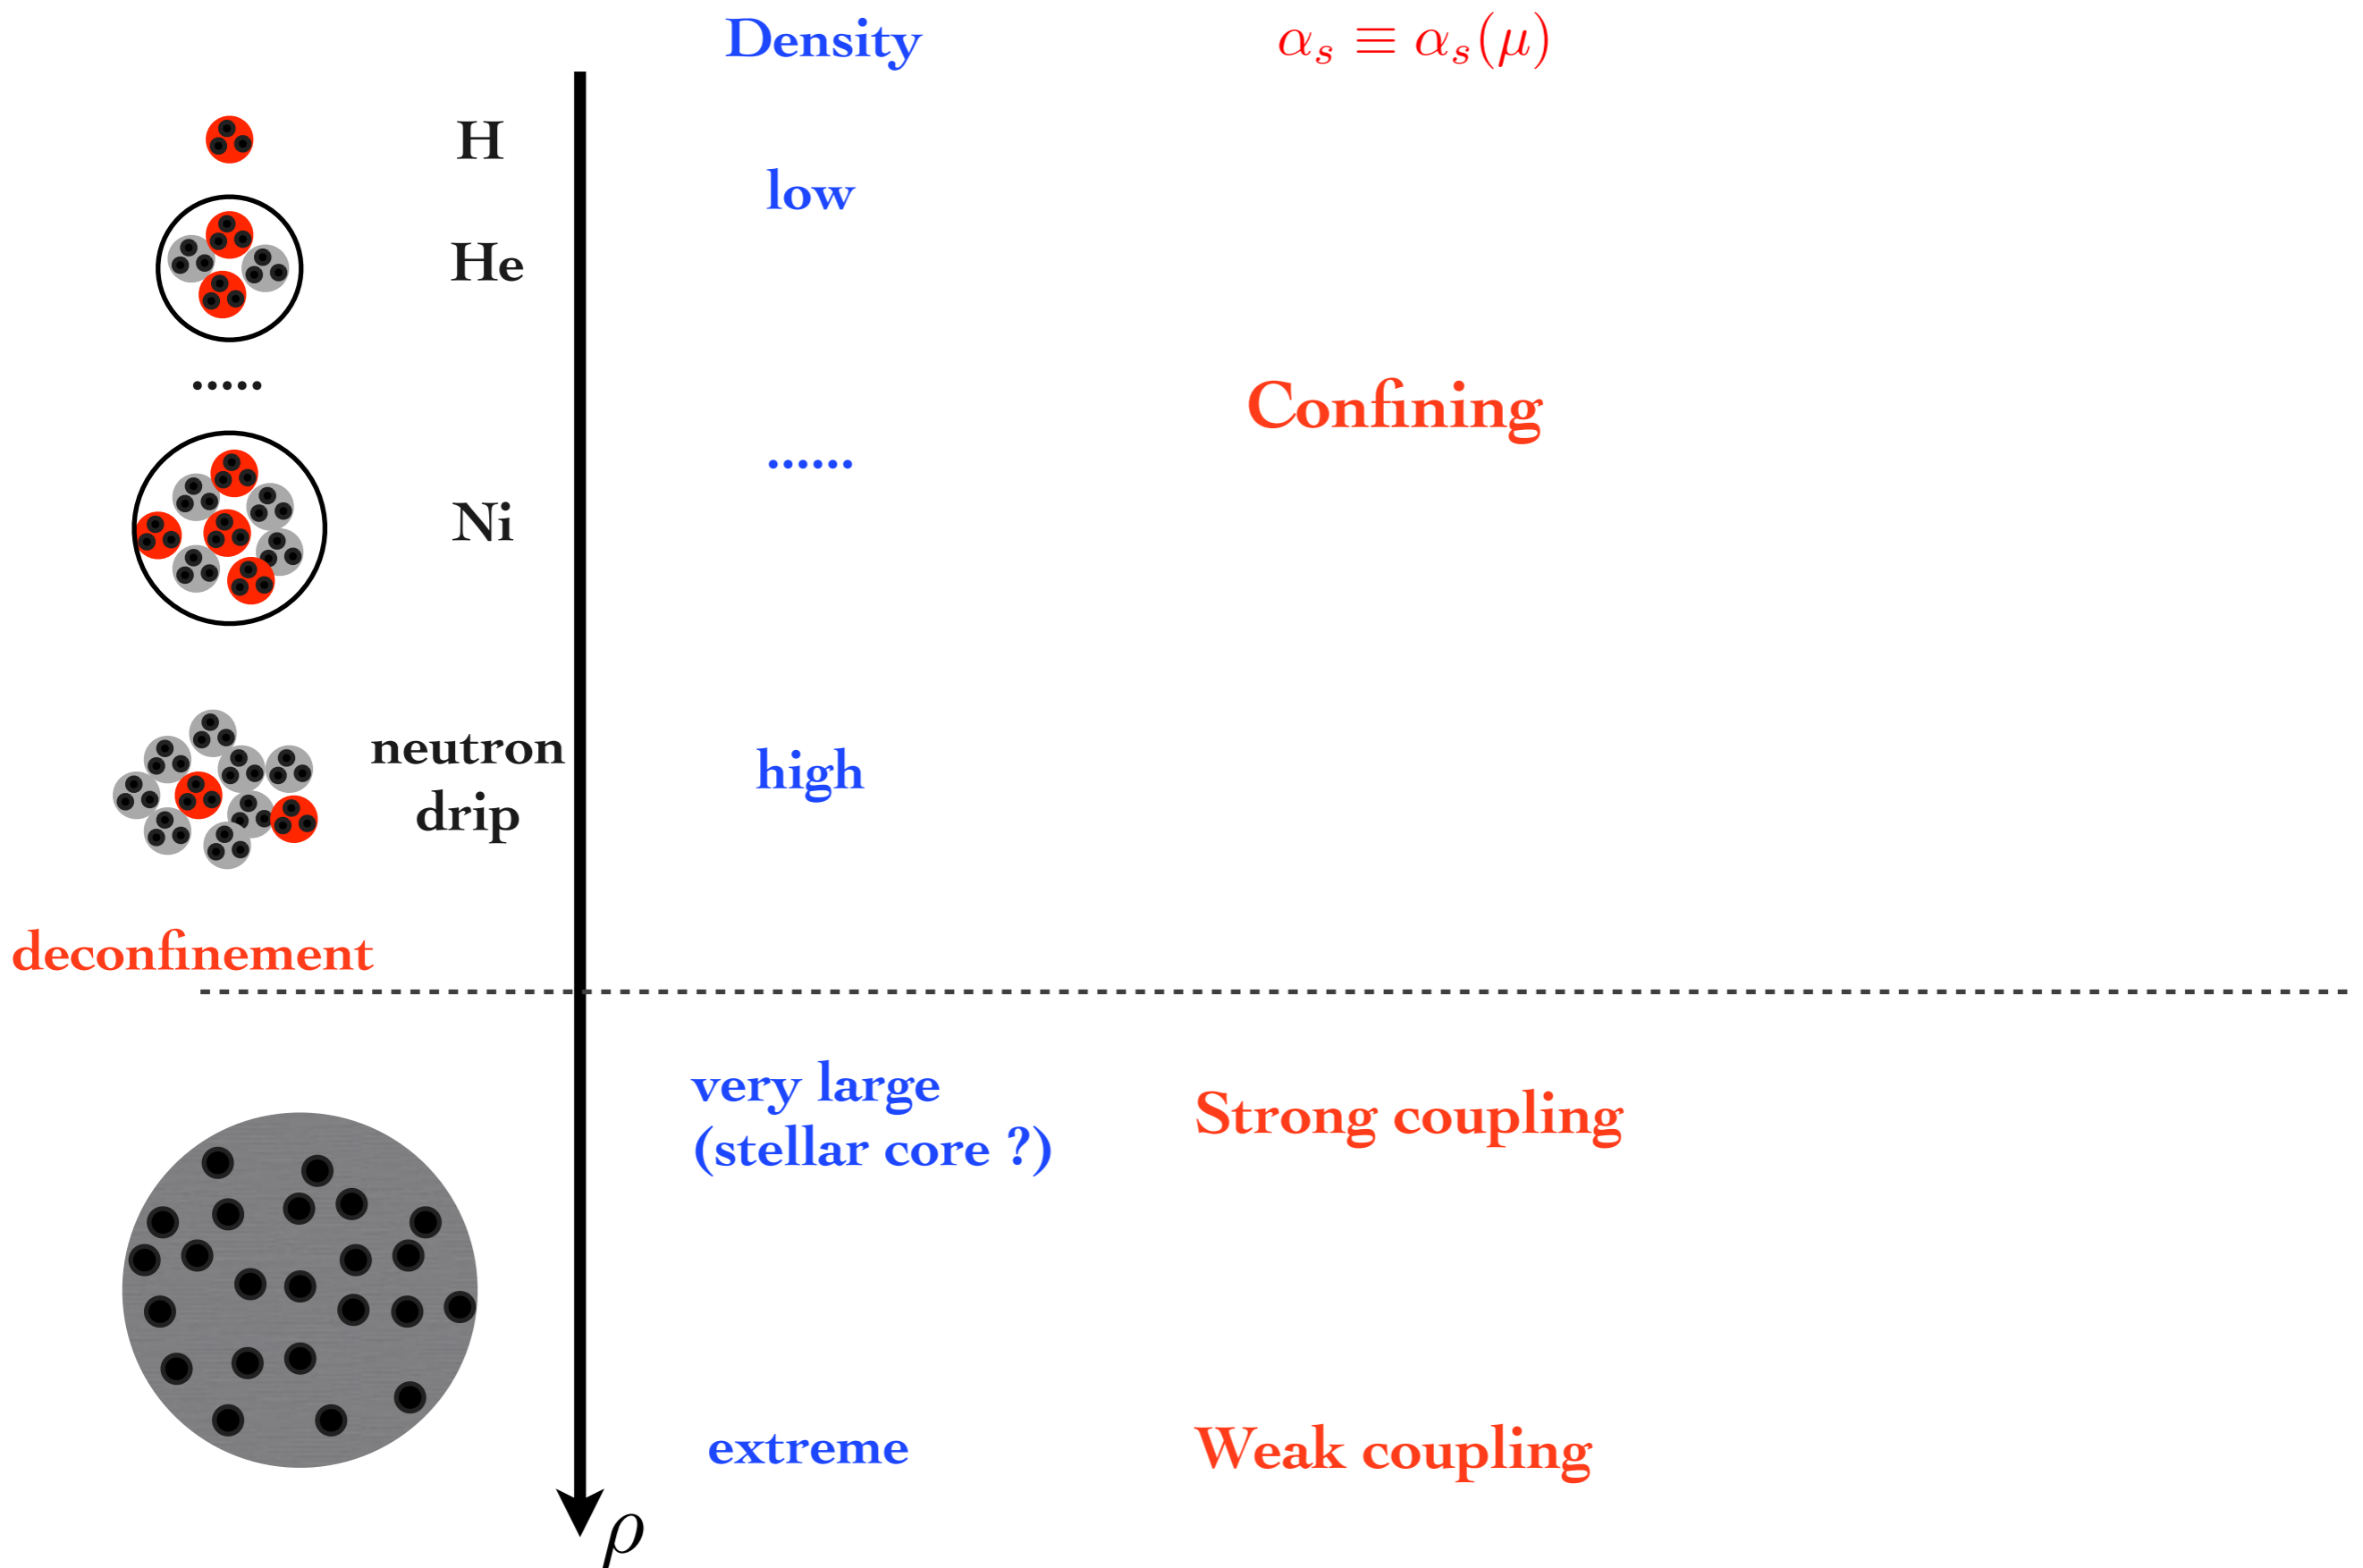 Density
αₛ ≡ αₛ(μ)
H
low
He
.....
Confining
......
Ni
neutron
drip
high
deconfinement
very large
(stellar core ?)
Strong coupling
extreme
Weak coupling
ρ